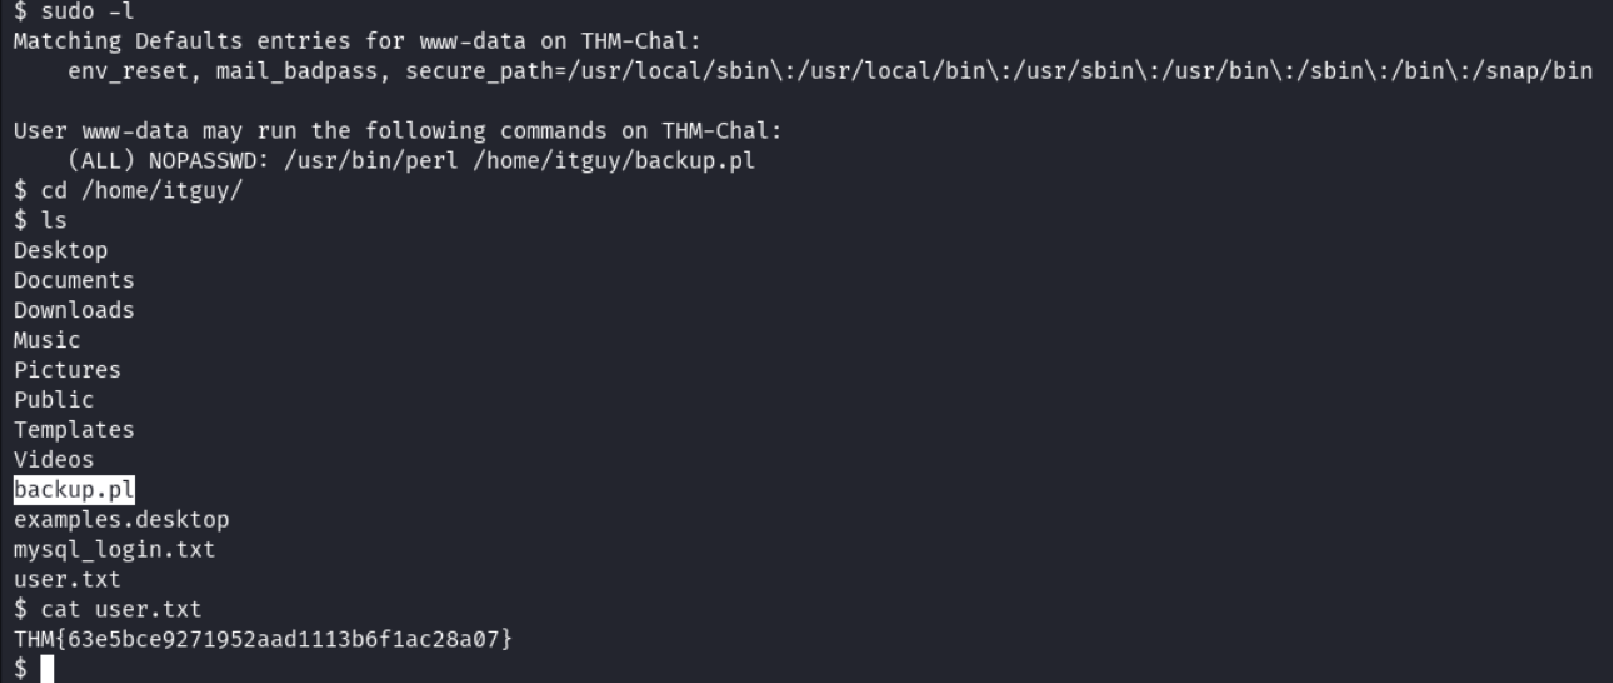 $ sudo -l
Matching Defaults entries for www-data on THM-Chal:
    env_reset, mail_badpass, secure_path=/usr/local/sbin\:/usr/local/bin\:/usr/sbin\:/usr/bin\:/sbin\:/bin\:/snap/bin

User www-data may run the following commands on THM-Chal:
    (ALL) NOPASSWD: /usr/bin/perl /home/itguy/backup.pl
$ cd /home/itguy/
$ ls
Desktop
Documents
Downloads
Music
Pictures
Public
Templates
Videos
backup.pl
examples.desktop
mysql_login.txt
user.txt
$ cat user.txt
THM{63e5bce9271952aad1113b6f1ac28a07}
$